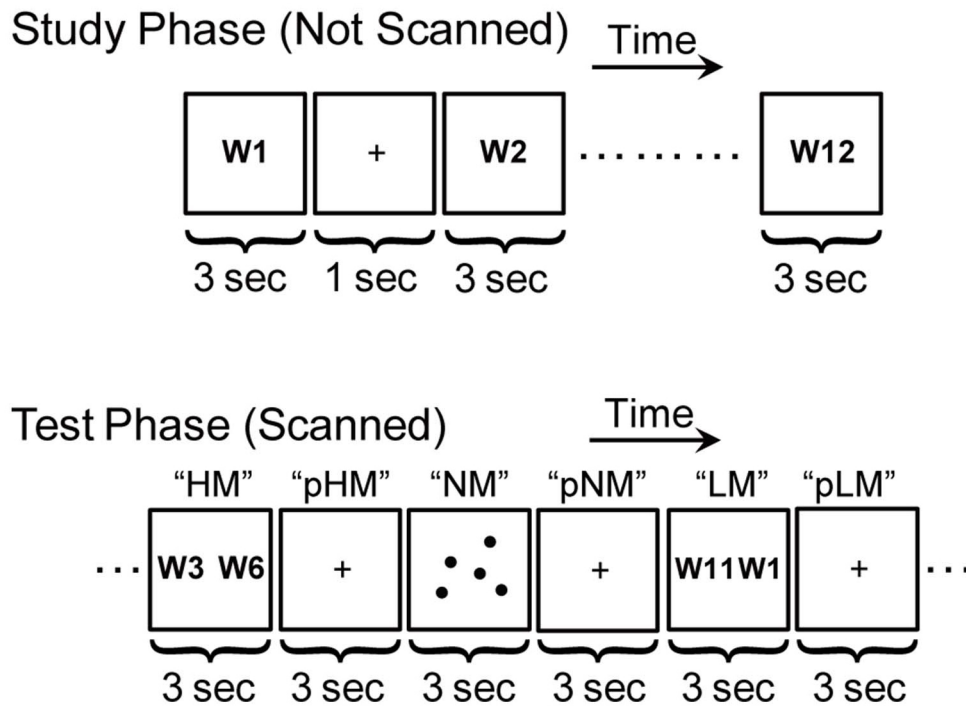 Study Phase (Not Scanned) Time
W1 + W2 ......... W12
3 sec 1 sec 3 sec 3 sec
Test Phase (Scanned) Time
“HM” “pHM” “NM” “pNM” “LM” “pLM”
... W3 W6 + + W11 W1 + ...
3 sec 3 sec 3 sec 3 sec 3 sec 3 sec